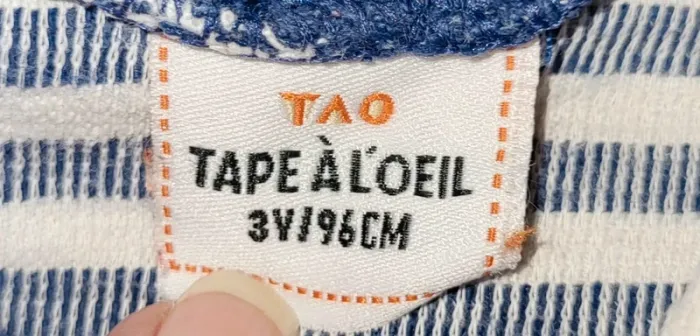 TAO
TAPE À L'OEIL
3Y/96CM